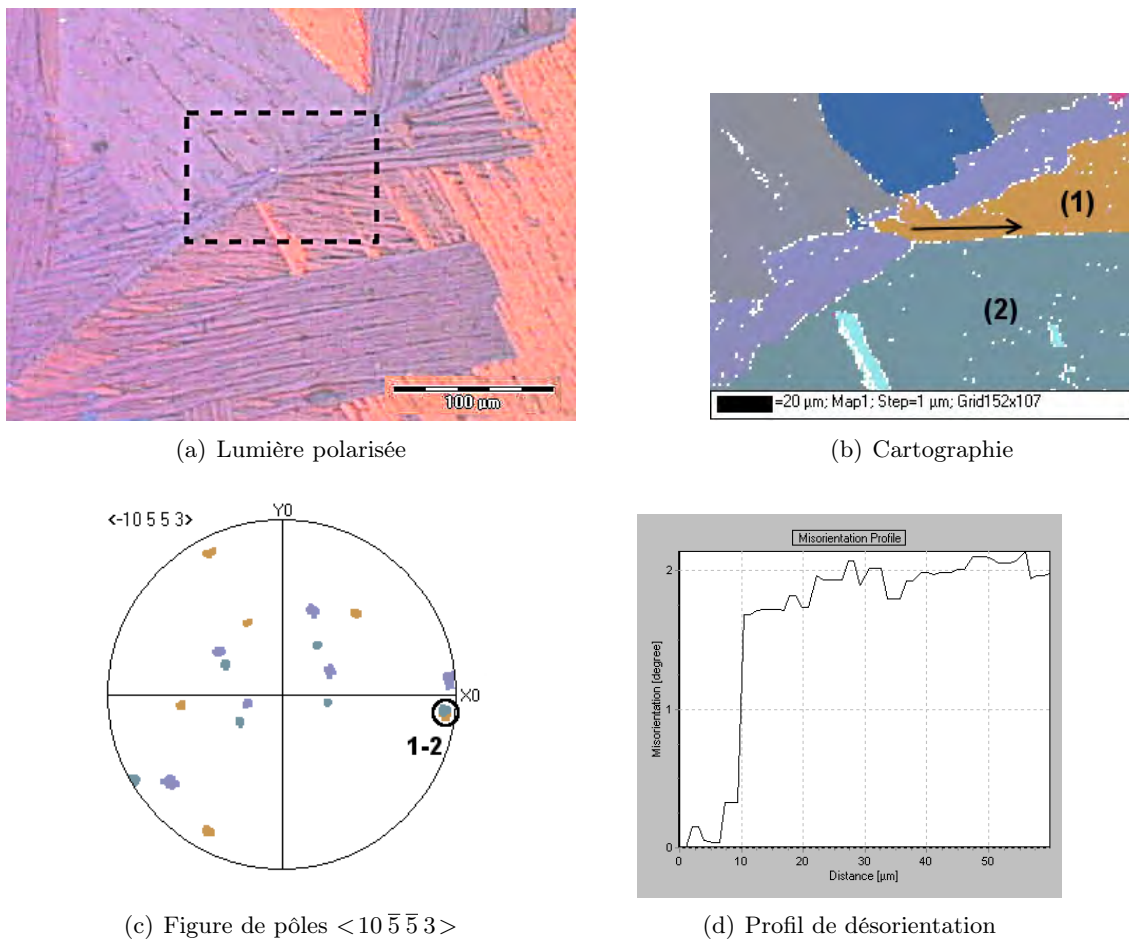 100 µm
(a) Lumière polarisée
(1)
(2)
=20 µm; Map1; Step=1 µm; Grid152x107
(b) Cartographie
<-10 5 5 3>
Y0
X0
1-2
(c) Figure de pôles <10 5̅ 5̅ 3>
Misorientation Profile
Misorientation [degree]
2
1
0
0 10 20 30 40 50
Distance [µm]
(d) Profil de désorientation